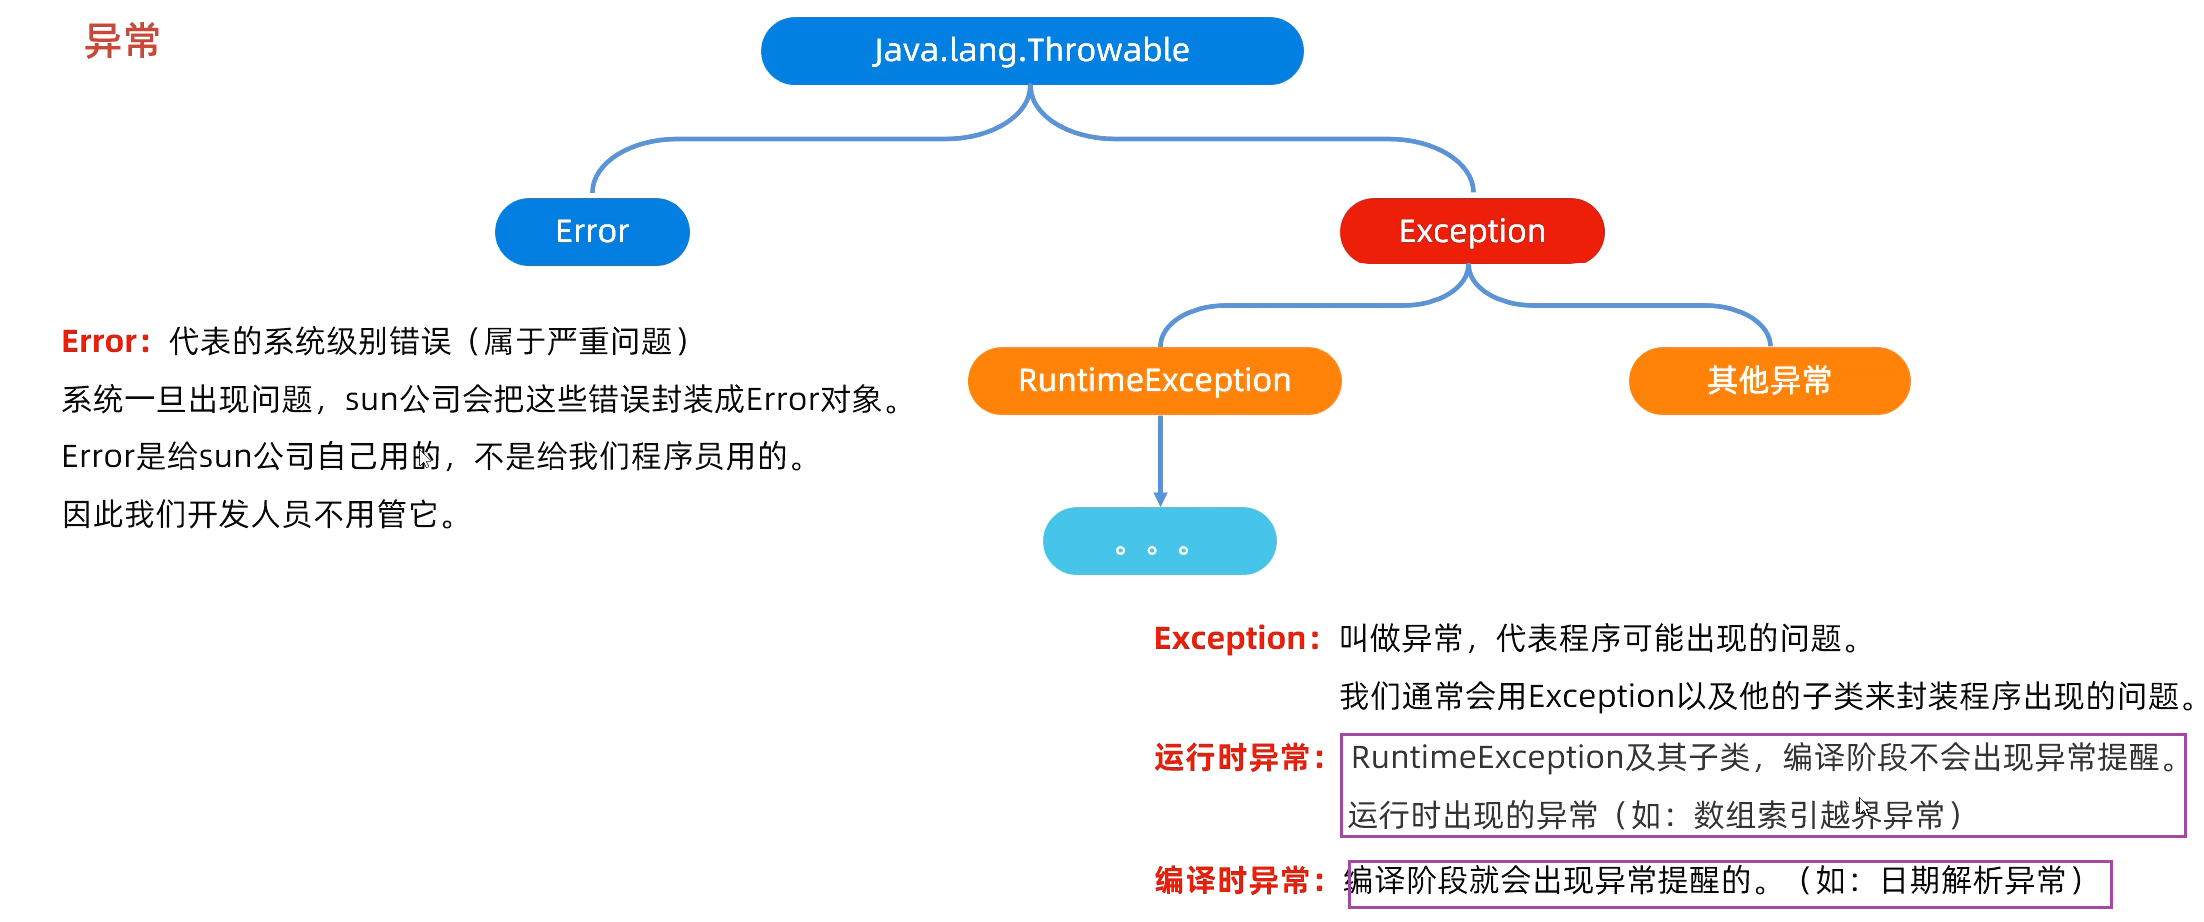 异常
Java.lang.Throwable
Error
Exception
RuntimeException
其他异常
。。。
Error：代表的系统级别错误（属于严重问题）
系统一旦出现问题，sun公司会把这些错误封装成Error对象。
Error是给sun公司自己用的，不是给我们程序员用的。
因此我们开发人员不用管它。
Exception：叫做异常，代表程序可能出现的问题。
我们通常会用Exception以及他的子类来封装程序出现的问题。
运行时异常：RuntimeException及其子类，编译阶段不会出现异常提醒。
运行时出现的异常（如：数组索引越界异常）
编译时异常：编译阶段就会出现异常提醒的。（如：日期解析异常）